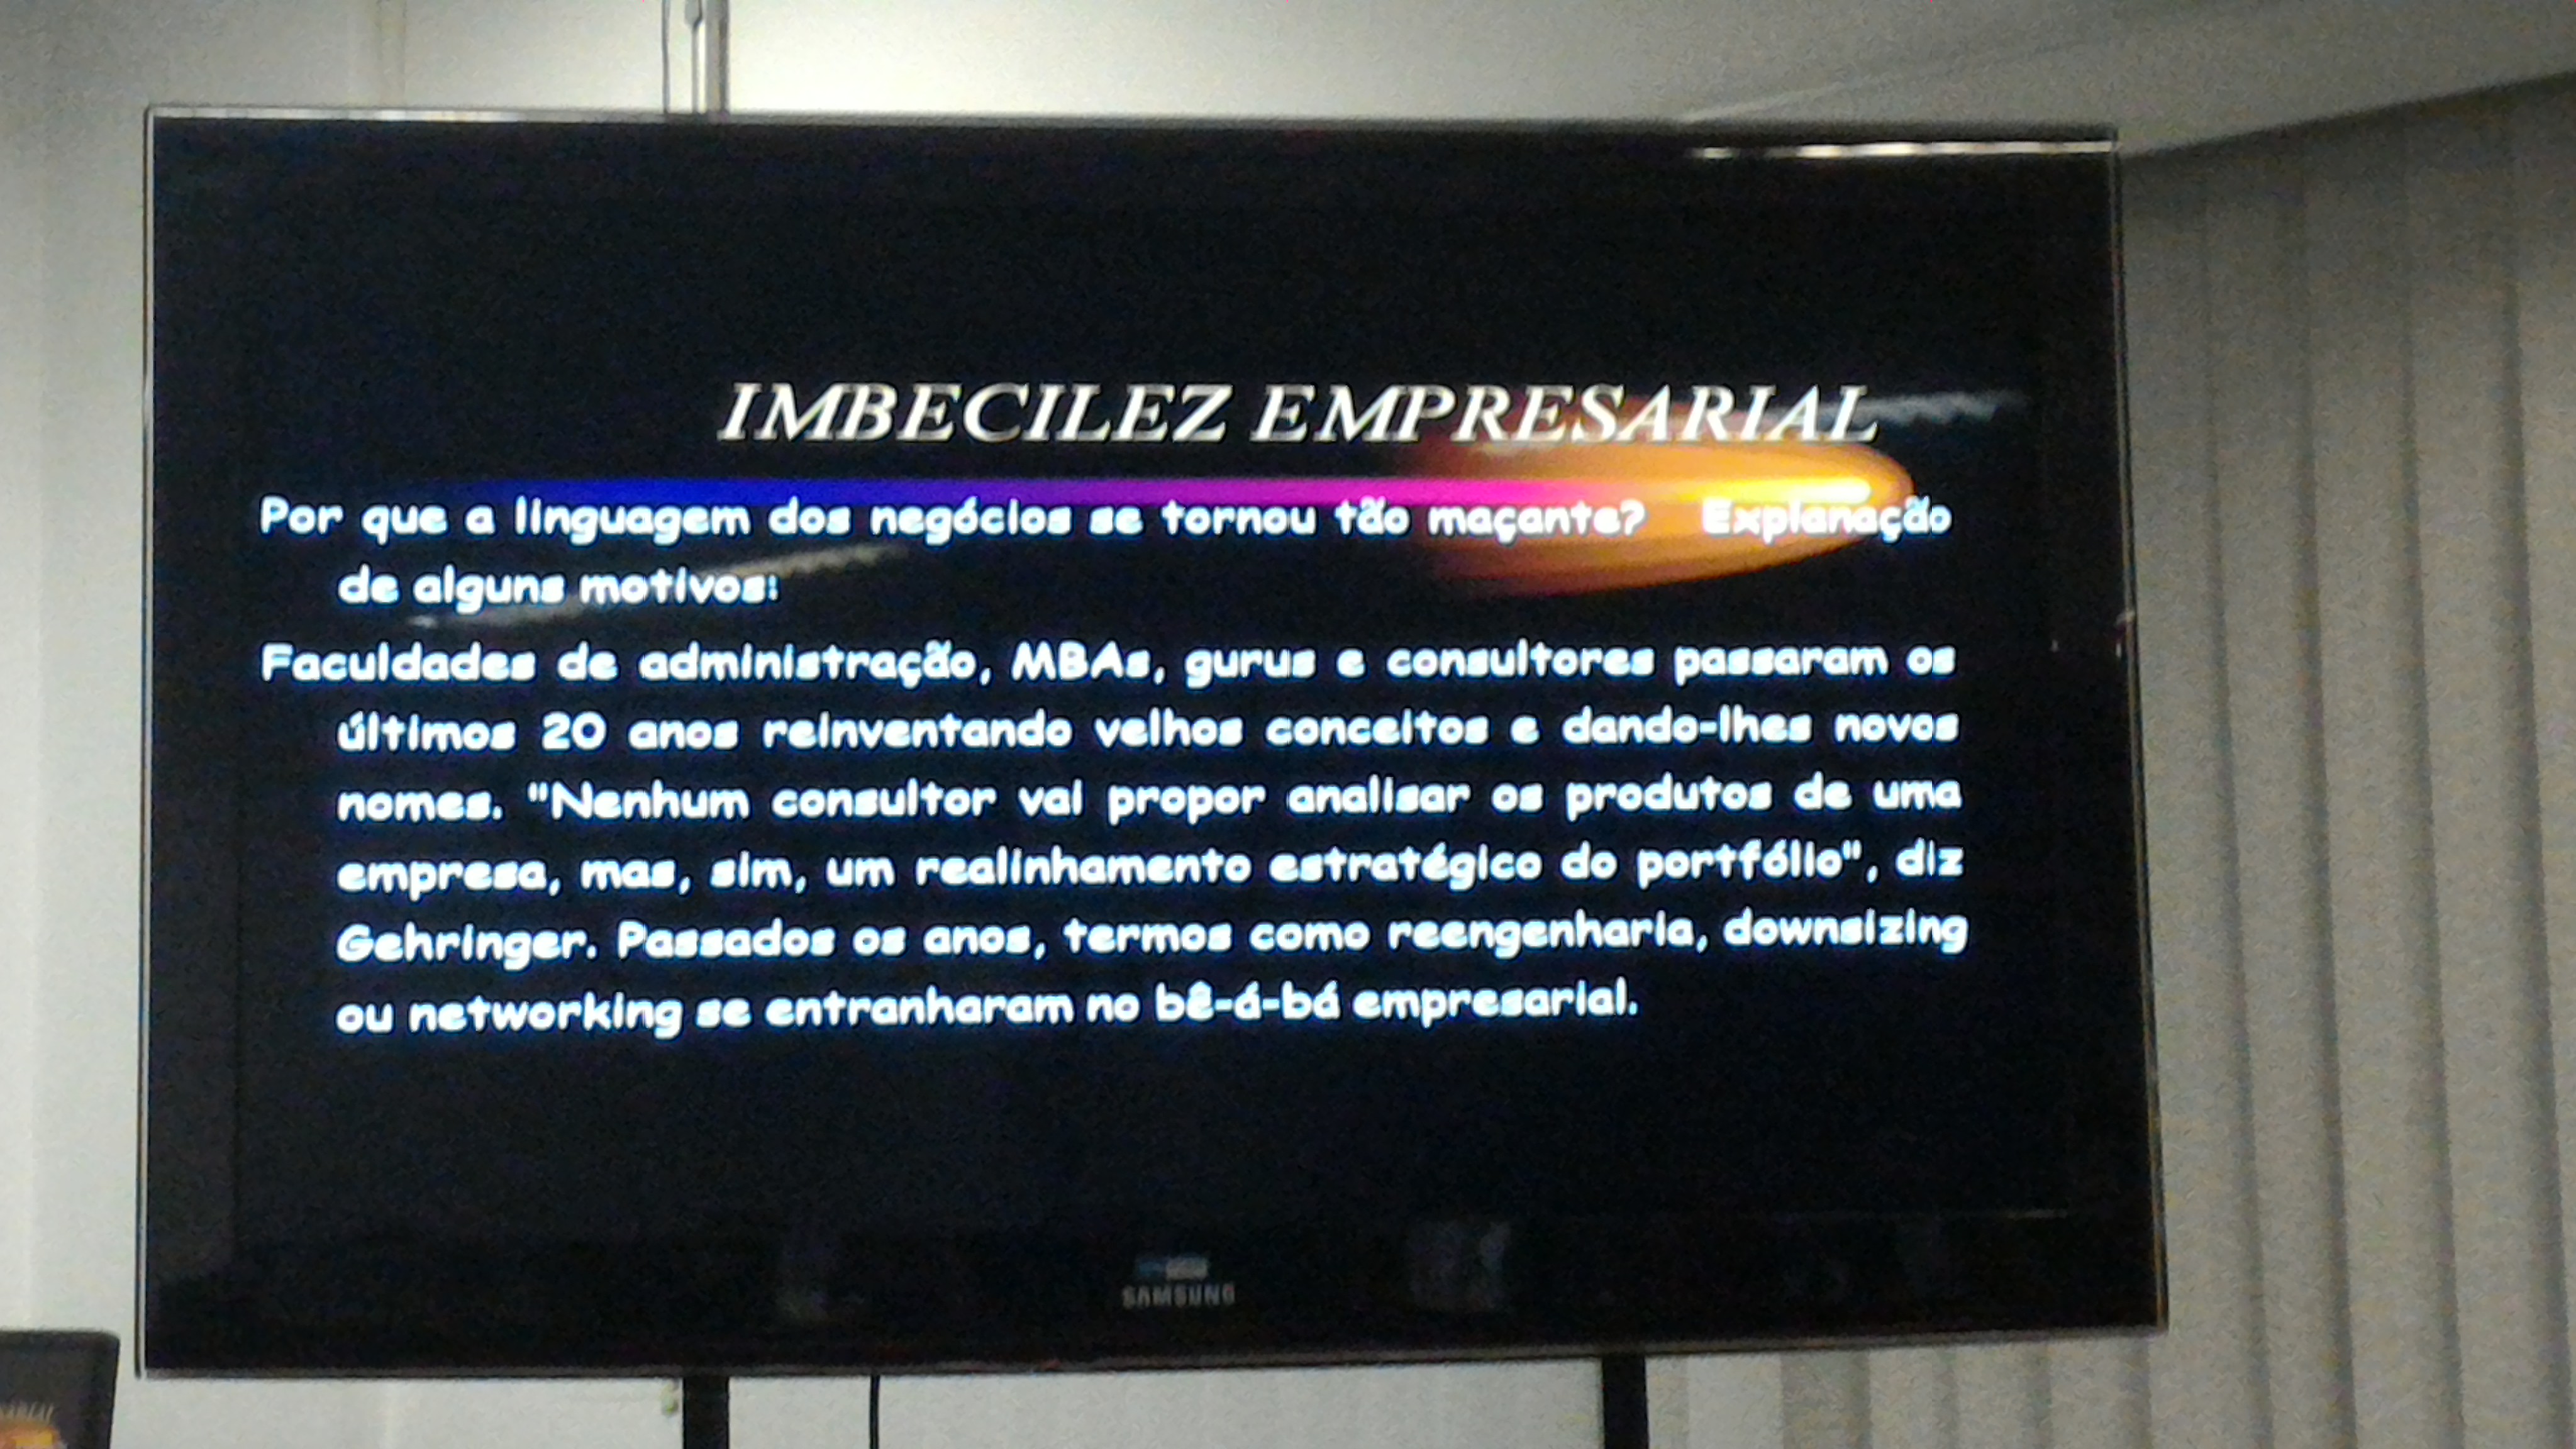 IMBECILEZ EMPRESARIAL
Por que a linguagem dos negócios se tornou tão maçante? Explanação
de alguns motivos:
Faculdades de administração, MBAs, gurus e consultores passaram os
últimos 20 anos reinventando velhos conceitos e dando-lhes novos
nomes. "Nenhum consultor vai propor analisar os produtos de uma
empresa, mas, sim, um realinhamento estratégico do portfólio", diz
Gehringer. Passados os anos, termos como reengenharia, downsizing
ou networking se entranharam no bê-á-bá empresarial.
SAMSUNG